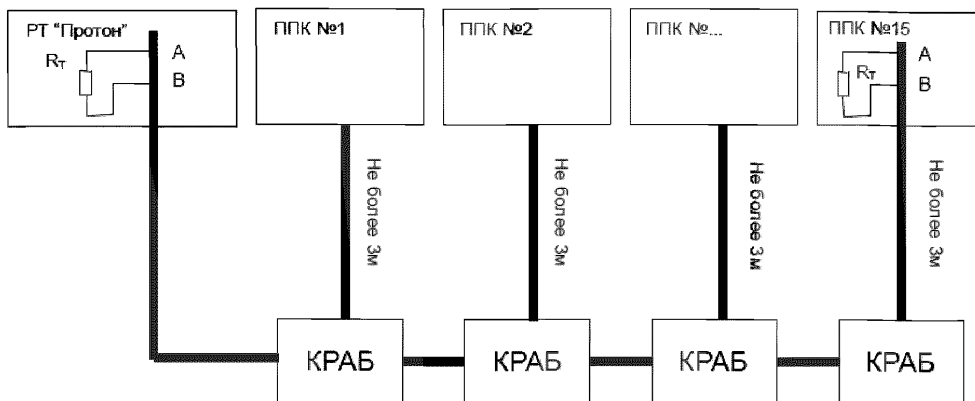 РТ “Протон”
A
B
Rт
ППК №1
ППК №2
ППК №...
ППК №15
A
B
Rт
Не более 3м
Не более 3м
Не более 3м
Не более 3м
КРАБ
КРАБ
КРАБ
КРАБ